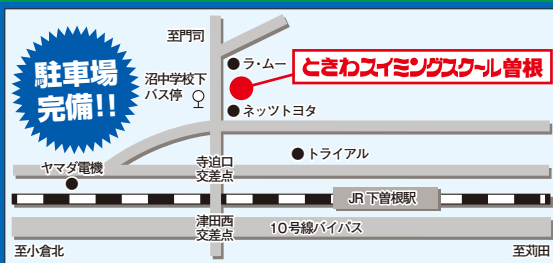 至門司
駐車場
完備!!
ラ・ムー
ときわスイミングスクール曽根
沼中学校下
バス停
ネッツトヨタ
トライアル
寺迫口
交差点
ヤマダ電機
JR 下曽根駅
津田西
交差点
10号線バイパス
至小倉北
至苅田